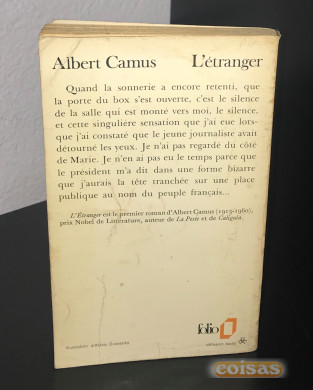 Albert Camus L'étranger
Quand la sonnerie a encore retenti, que
la porte du box s'est ouverte, c'est le silence
de la salle qui est monté vers moi, le silence,
et cette singulière sensation que j'ai eue lors-
que j'ai constaté que le jeune journaliste avait
détourné les yeux. Je n'ai pas regardé du côté
de Marie. Je n'en ai pas eu le temps parce que
le président m'a dit dans une forme bizarre
que j'aurais la tête tranchée sur une place
publique au nom du peuple français...
L'Étranger est le premier roman d'Albert Camus (1913-1960),
prix Nobel de Littérature, auteur de La Peste et de Caligula.
folio
coisas